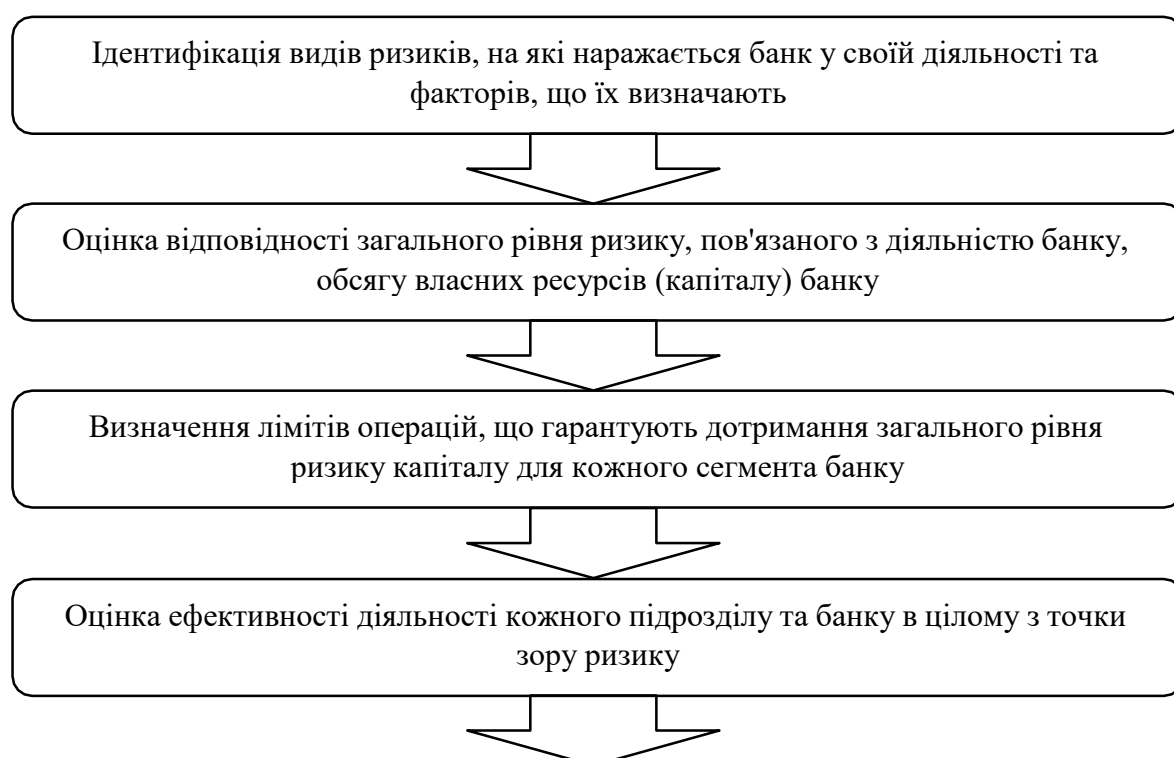 Ідентифікація видів ризиків, на які наражається банк у своїй діяльності та
факторів, що їх визначають
Оцінка відповідності загального рівня ризику, пов'язаного з діяльністю банку,
обсягу власних ресурсів (капіталу) банку
Визначення лімітів операцій, що гарантують дотримання загального рівня
ризику капіталу для кожного сегмента банку
Оцінка ефективності діяльності кожного підрозділу та банку в цілому з точки
зору ризику